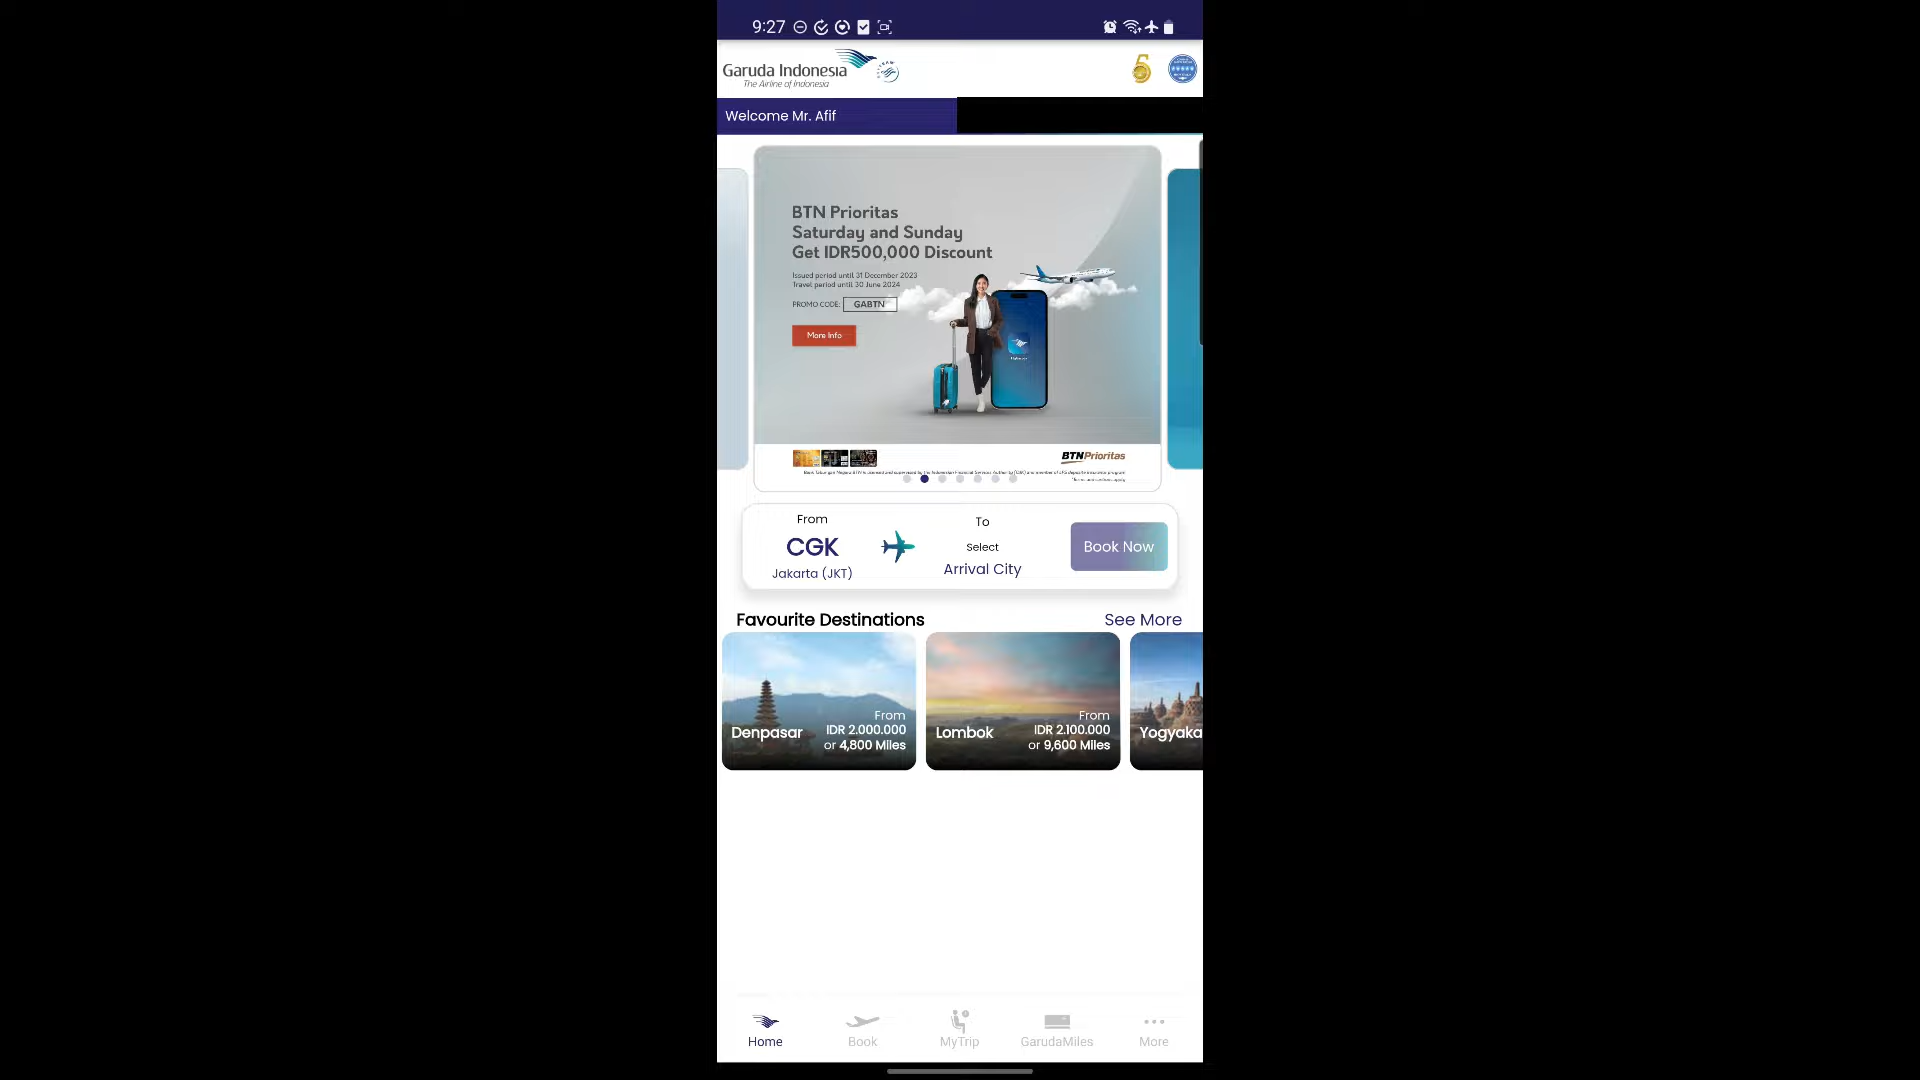 9:27
Garuda Indonesia
The Airline of Indonesia
5
Welcome Mr. Afif
BTN Prioritas
Saturday and Sunday
Get IDR500,000 Discount
Issued period until 31 December 2023
Travel period until 30 June 2024
PROMO CODE: GABTN
More Info
BTNPrioritas
From
CGK
Jakarta (JKT)
To
Select
Arrival City
Book Now
Favourite Destinations
See More
Denpasar
From
IDR 2.000.000
or 4,800 Miles
Lombok
From
IDR 2.100.000
or 9,600 Miles
Yogyaka
Home
Book
MyTrip
GarudaMiles
More